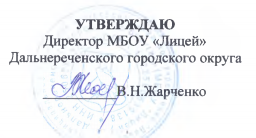 УТВЕРЖДАЮ
Директор МБОУ «Лицей»
Дальнереченского городского округа
В.Н.Жарченко